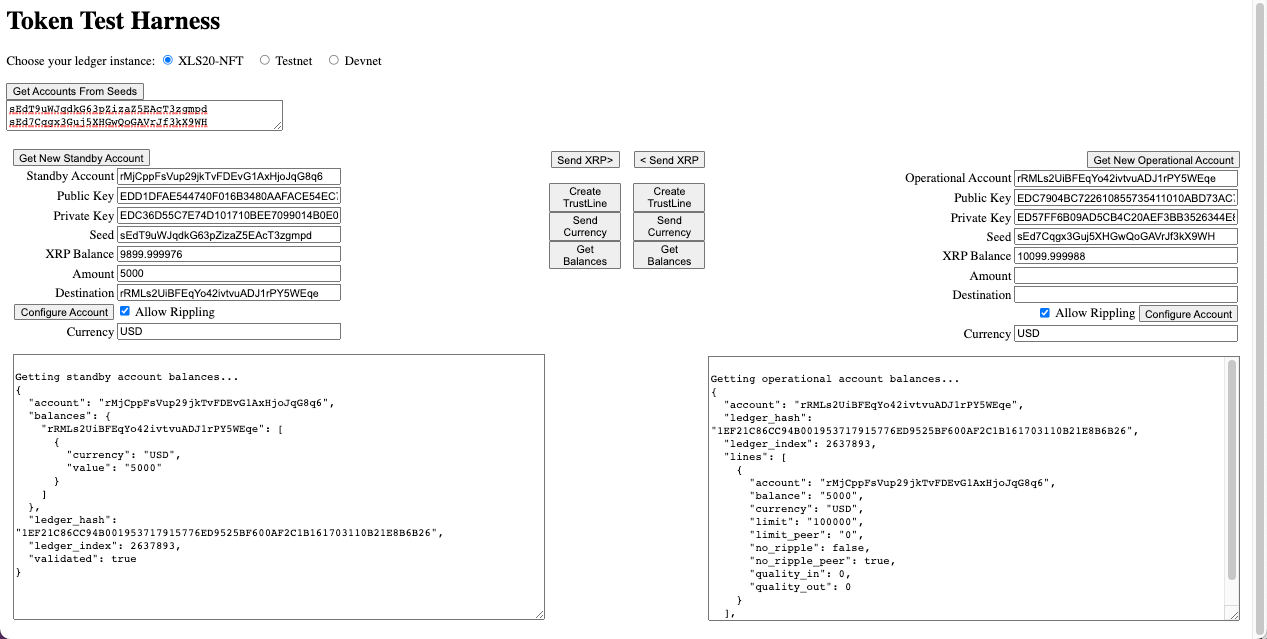 Token Test Harness
Choose your ledger instance: XLS20-NFT Testnet Devnet
Get Accounts From Seeds
sEdT9uWJqdkG63pZizaZ5EAcT3zgmpd
sEd7Cqgx3Guj5XHGwQoGAVrJf3kX9WH
Get New Standby Account
Standby Account rMjCppFsVup29jkTvFDEvG1AxHjoJqG8q6
Public Key EDD1DFAE544740F016B3480AAFACE54EC
Private Key EDC36D55C7E74D101710BEE7099014B0E0
Seed sEdT9uWJqdkG63pZizaZ5EAcT3zgmpd
XRP Balance 9899.999976
Amount 5000
Destination rRMLs2UiBFEqYo42ivtvuADJ1rPY5WEqe
Configure Account Allow Rippling
Currency USD
Send XRP> < Send XRP
Create TrustLine Create TrustLine
Send Currency Send Currency
Get Balances Get Balances
Get New Operational Account
Operational Account rRMLs2UiBFEqYo42ivtvuADJ1rPY5WEqe
Public Key EDC7904BC722610855735411010ABD73AC
Private Key ED57FF6B09AD5CB4C20AEF3BB3526344E
Seed sEd7Cqgx3Guj5XHGwQoGAVrJf3kX9WH
XRP Balance 10099.999988
Amount
Destination
Allow Rippling Configure Account
Currency USD
Getting standby account balances...
{
"account": "rMjCppFsVup29jkTvFDEvG1AxHjoJqG8q6",
"balances": {
"rRMLs2UiBFEqYo42ivtvuADJ1rPY5WEqe": [
{
"currency": "USD",
"value": "5000"
}
]
},
"ledger_hash":
"1EF21C86CC94B001953717915776ED9525BF600AF2C1B161703110B21E8B6B26",
"ledger_index": 2637893,
"validated": true
}
Getting operational account balances...
{
"account": "rRMLs2UiBFEqYo42ivtvuADJ1rPY5WEqe",
"ledger_hash":
"1EF21C86CC94B001953717915776ED9525BF600AF2C1B161703110B21E8B6B26",
"ledger_index": 2637893,
"lines": [
{
"account": "rMjCppFsVup29jkTvFDEvG1AxHjoJqG8q6",
"balance": "5000",
"currency": "USD",
"limit": "100000",
"limit_peer": "0",
"no_ripple": false,
"no_ripple_peer": true,
"quality_in": 0,
"quality_out": 0
}
],